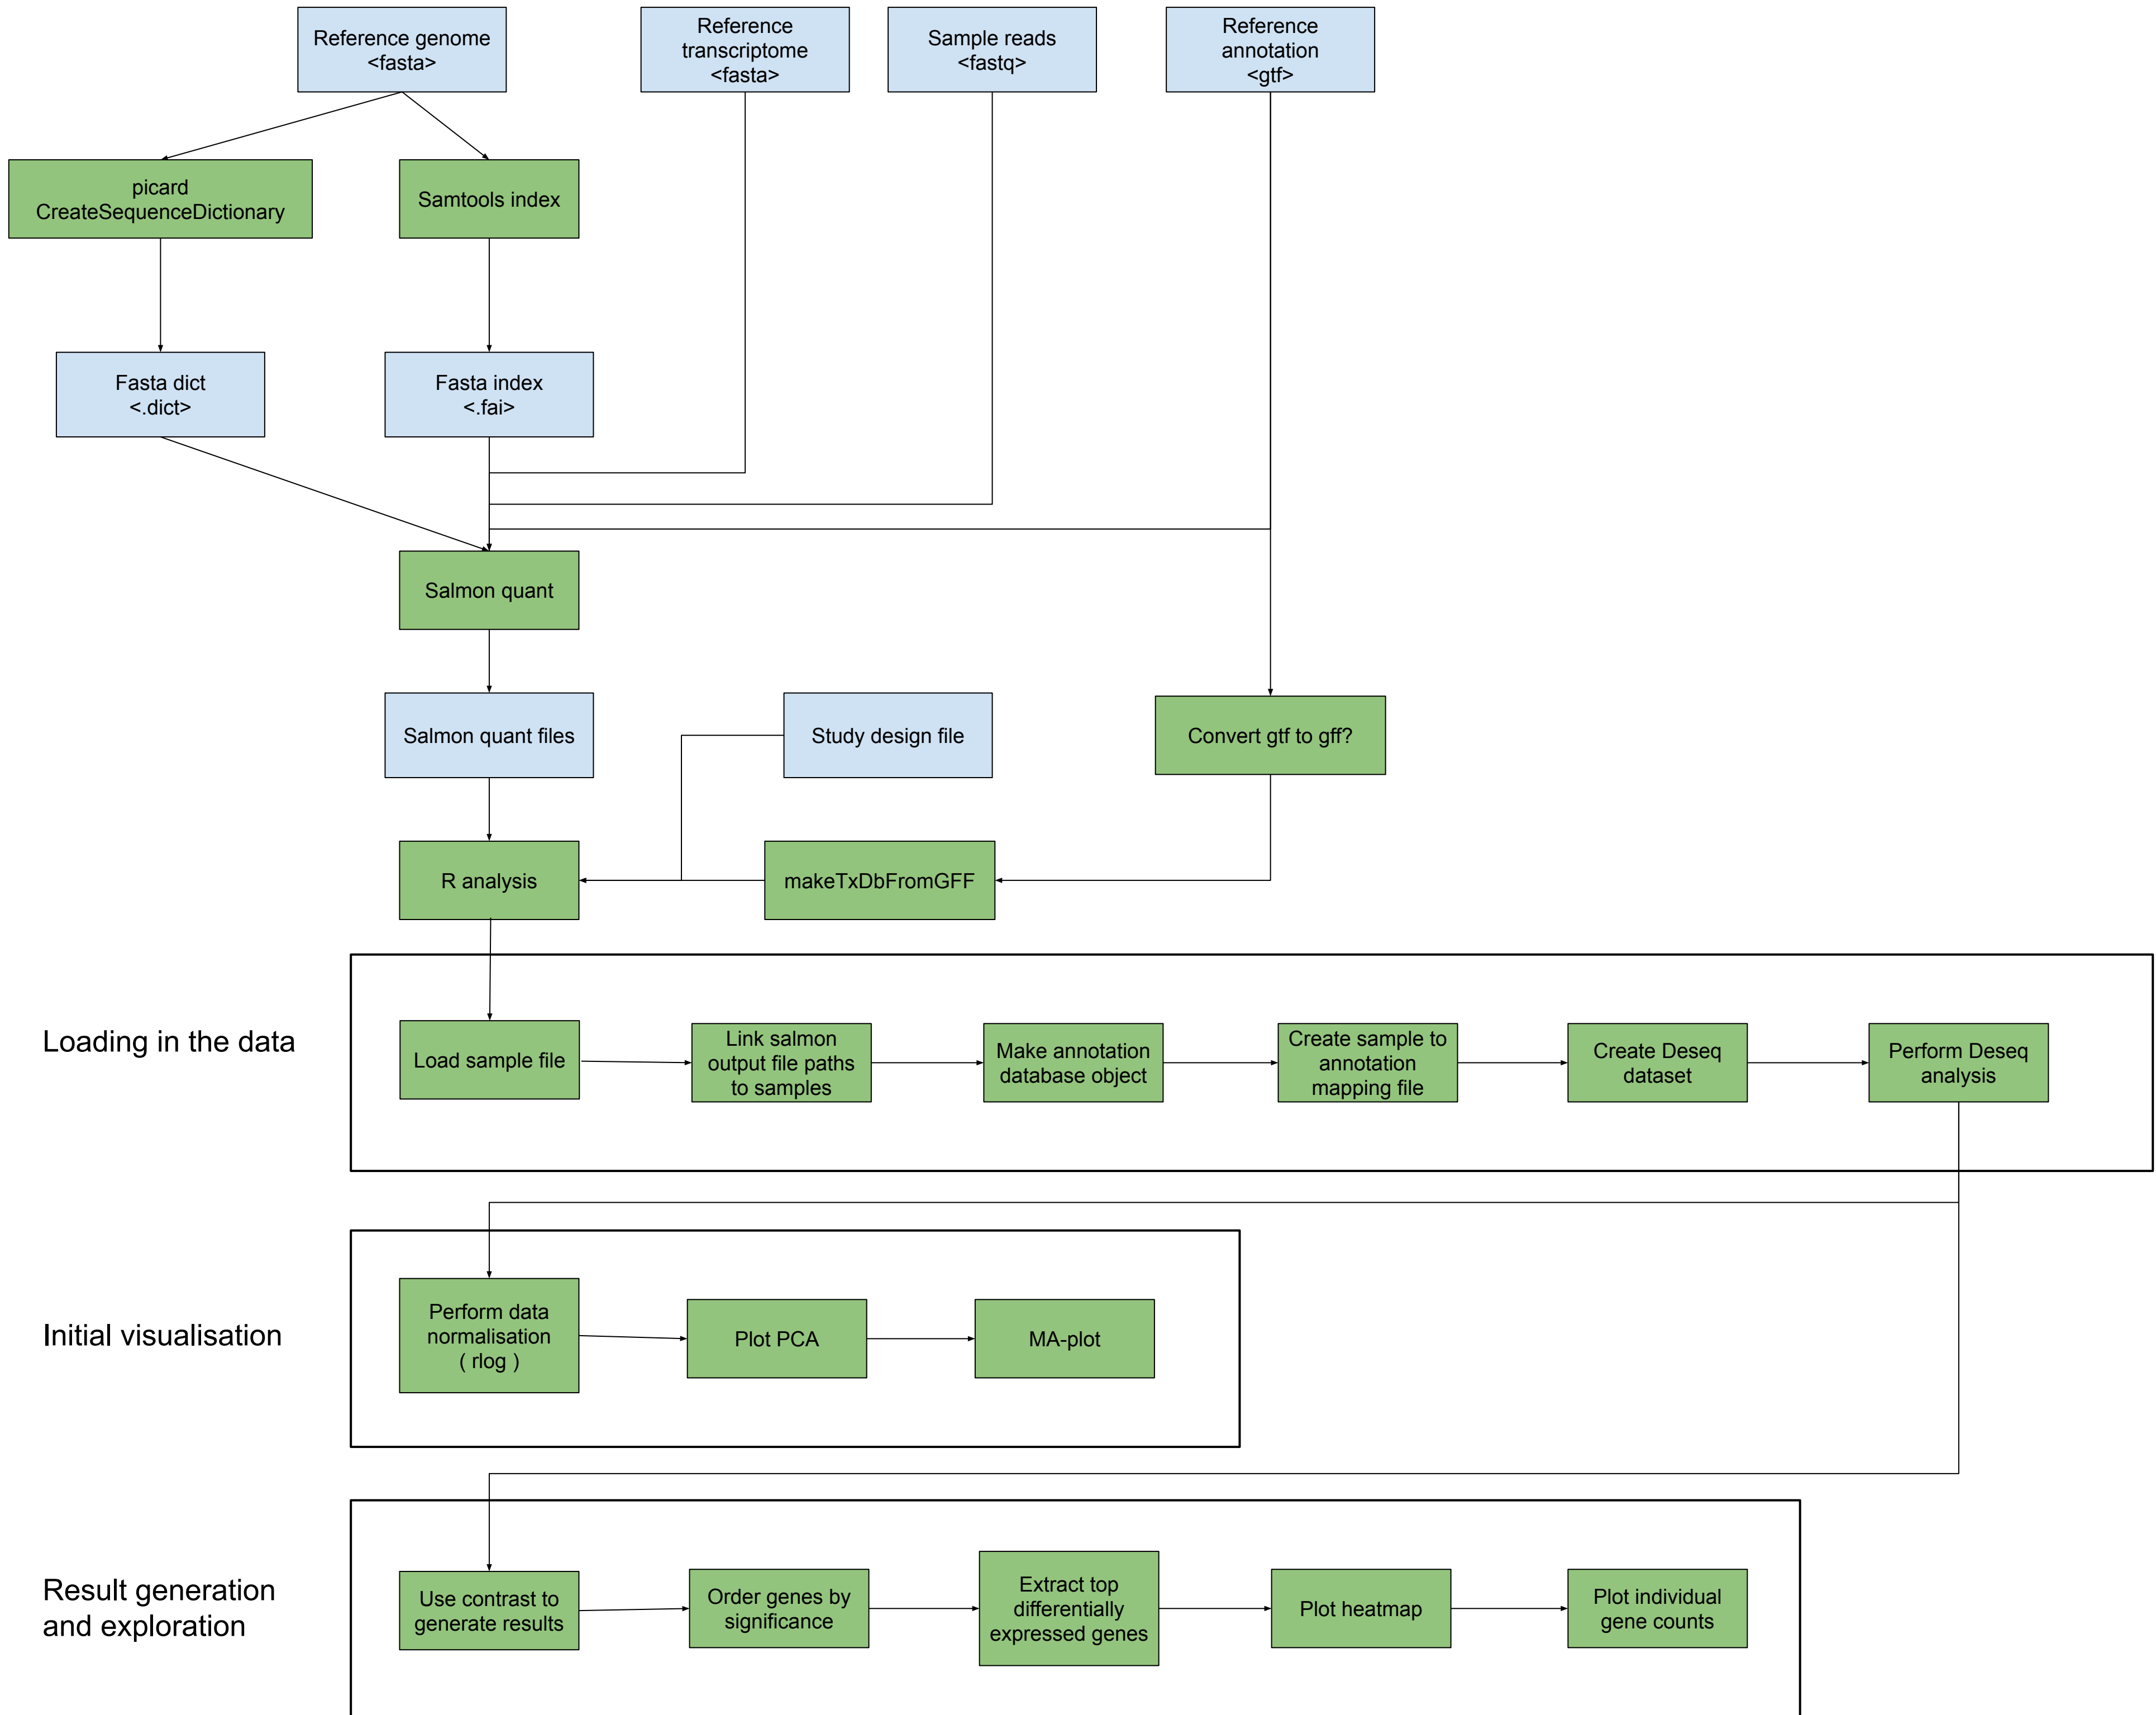 Reference genome
<fasta>
Reference
transcriptome
<fasta>
Sample reads
<fastq>
Reference
annotation
<gtf>
picard
CreateSequenceDictionary
Samtools index
Fasta dict
<.dict>
Fasta index
<.fai>
Salmon quant
Salmon quant files
Study design file
Convert gtf to gff?
R analysis
makeTxDbFromGFF
Loading in the data
Load sample file
Link salmon
output file paths
to samples
Make annotation
database object
Create sample to
annotation
mapping file
Create Deseq
dataset
Perform Deseq
analysis
Initial visualisation
Perform data
normalisation
( rlog )
Plot PCA
MA-plot
Result generation
and exploration
Use contrast to
generate results
Order genes by
significance
Extract top
differentially
expressed genes
Plot heatmap
Plot individual
gene counts